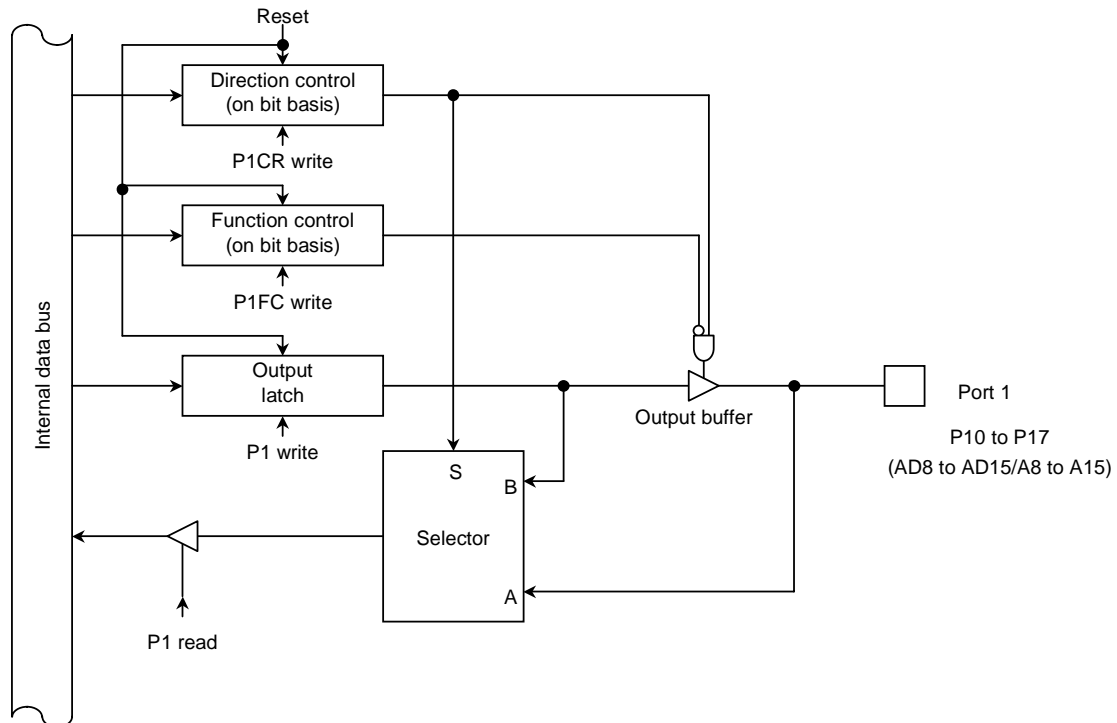 Reset
Direction control
(on bit basis)
P1CR write
Function control
(on bit basis)
P1FC write
Internal data bus
Output
latch
P1 write
Output buffer
Port 1
P10 to P17
(AD8 to AD15/A8 to A15)
S
B
Selector
A
P1 read